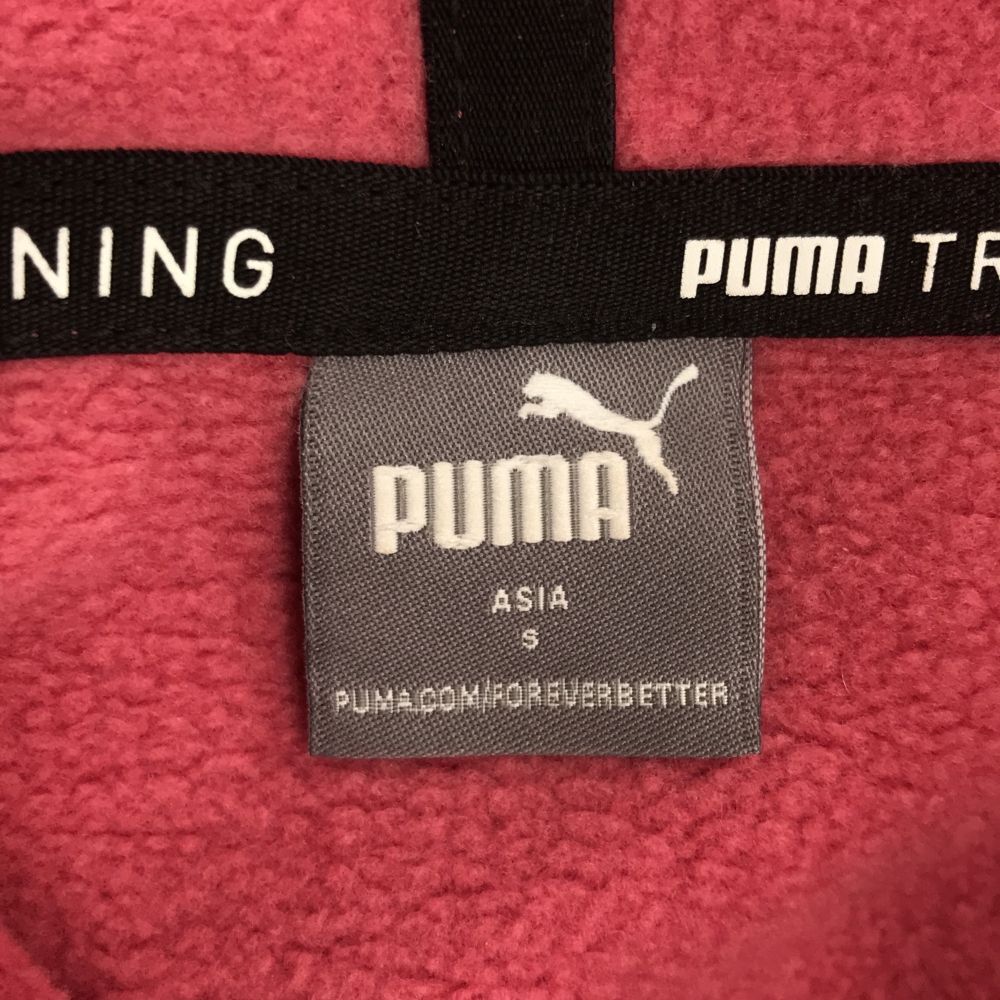 NING PUMA TR
PUMA
ASIA
S
PUMA.COM/FOREVERBETTER